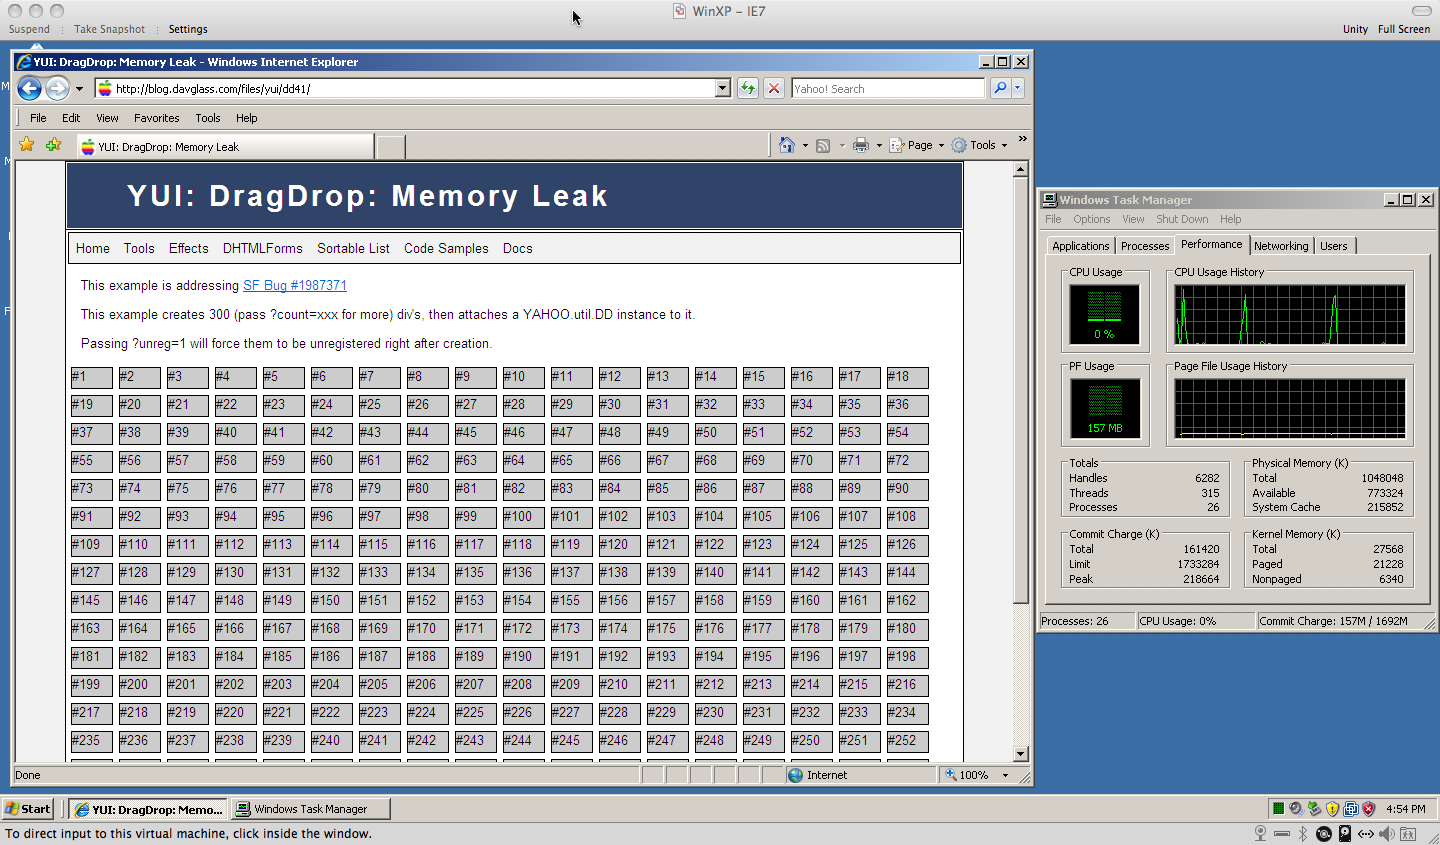 WinXP – IE7
Suspend Take Snapshot Settings Unity Full Screen
YUI: DragDrop: Memory Leak - Windows Internet Explorer
http://blog.davglass.com/files/yui/dd41/
Yahoo! Search
File Edit View Favorites Tools Help
YUI: DragDrop: Memory Leak
Page Tools »
YUI: DragDrop: Memory Leak
Home Tools Effects DHTMLForms Sortable List Code Samples Docs
This example is addressing SF Bug #1987371
This example creates 300 (pass ?count=xxx for more) div's, then attaches a YAHOO.util.DD instance to it.
Passing ?unreg=1 will force them to be unregistered right after creation.
#1 #2 #3 #4 #5 #6 #7 #8 #9 #10 #11 #12 #13 #14 #15 #16 #17 #18
#19 #20 #21 #22 #23 #24 #25 #26 #27 #28 #29 #30 #31 #32 #33 #34 #35 #36
#37 #38 #39 #40 #41 #42 #43 #44 #45 #46 #47 #48 #49 #50 #51 #52 #53 #54
#55 #56 #57 #58 #59 #60 #61 #62 #63 #64 #65 #66 #67 #68 #69 #70 #71 #72
#73 #74 #75 #76 #77 #78 #79 #80 #81 #82 #83 #84 #85 #86 #87 #88 #89 #90
#91 #92 #93 #94 #95 #96 #97 #98 #99 #100 #101 #102 #103 #104 #105 #106 #107 #108
#109 #110 #111 #112 #113 #114 #115 #116 #117 #118 #119 #120 #121 #122 #123 #124 #125 #126
#127 #128 #129 #130 #131 #132 #133 #134 #135 #136 #137 #138 #139 #140 #141 #142 #143 #144
#145 #146 #147 #148 #149 #150 #151 #152 #153 #154 #155 #156 #157 #158 #159 #160 #161 #162
#163 #164 #165 #166 #167 #168 #169 #170 #171 #172 #173 #174 #175 #176 #177 #178 #179 #180
#181 #182 #183 #184 #185 #186 #187 #188 #189 #190 #191 #192 #193 #194 #195 #196 #197 #198
#199 #200 #201 #202 #203 #204 #205 #206 #207 #208 #209 #210 #211 #212 #213 #214 #215 #216
#217 #218 #219 #220 #221 #222 #223 #224 #225 #226 #227 #228 #229 #230 #231 #232 #233 #234
#235 #236 #237 #238 #239 #240 #241 #242 #243 #244 #245 #246 #247 #248 #249 #250 #251 #252
Done Internet 100%
Windows Task Manager
File Options View Shut Down Help
Applications Processes Performance Networking Users
CPU Usage CPU Usage History
0 %
PF Usage Page File Usage History
157 MB
Totals
Handles 6282
Threads 315
Processes 26
Physical Memory (K)
Total 1048048
Available 773324
System Cache 215852
Commit Charge (K)
Total 161420
Limit 1733284
Peak 218664
Kernel Memory (K)
Total 27568
Paged 21228
Nonpaged 6340
Processes: 26 CPU Usage: 0% Commit Charge: 157M / 1692M
Start YUI: DragDrop: Memo... Windows Task Manager 4:54 PM
To direct input to this virtual machine, click inside the window.